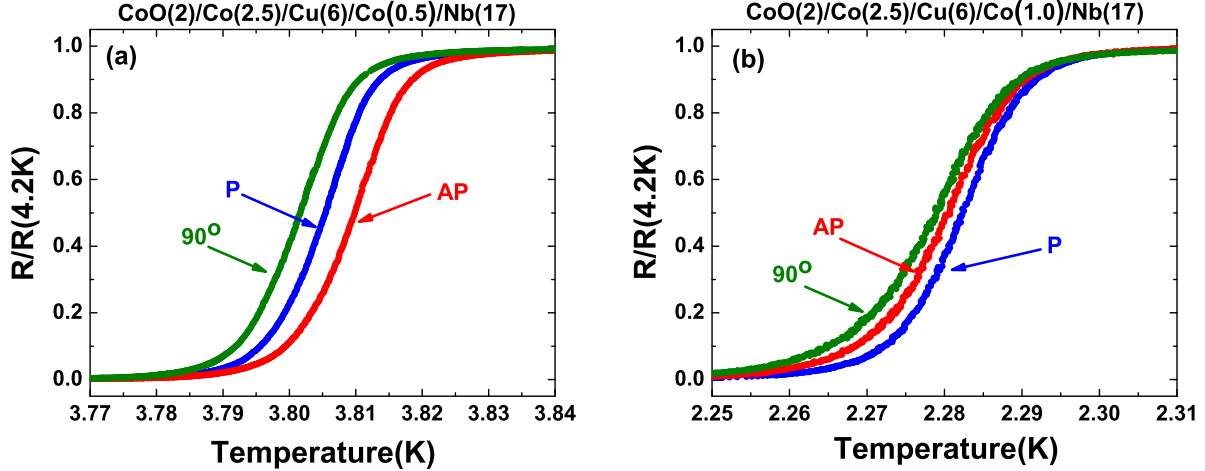 CoO(2)/Co(2.5)/Cu(6)/Co(0.5)/Nb(17)
(a)
R/R(4.2K)
1.0
0.8
0.6
0.4
0.2
0.0
P
AP
90°
3.77 3.78 3.79 3.80 3.81 3.82 3.83 3.84
Temperature(K)
CoO(2)/Co(2.5)/Cu(6)/Co(1.0)/Nb(17)
(b)
R/R(4.2K)
1.0
0.8
0.6
0.4
0.2
0.0
AP
P
90°
2.25 2.26 2.27 2.28 2.29 2.30 2.31
Temperature(K)